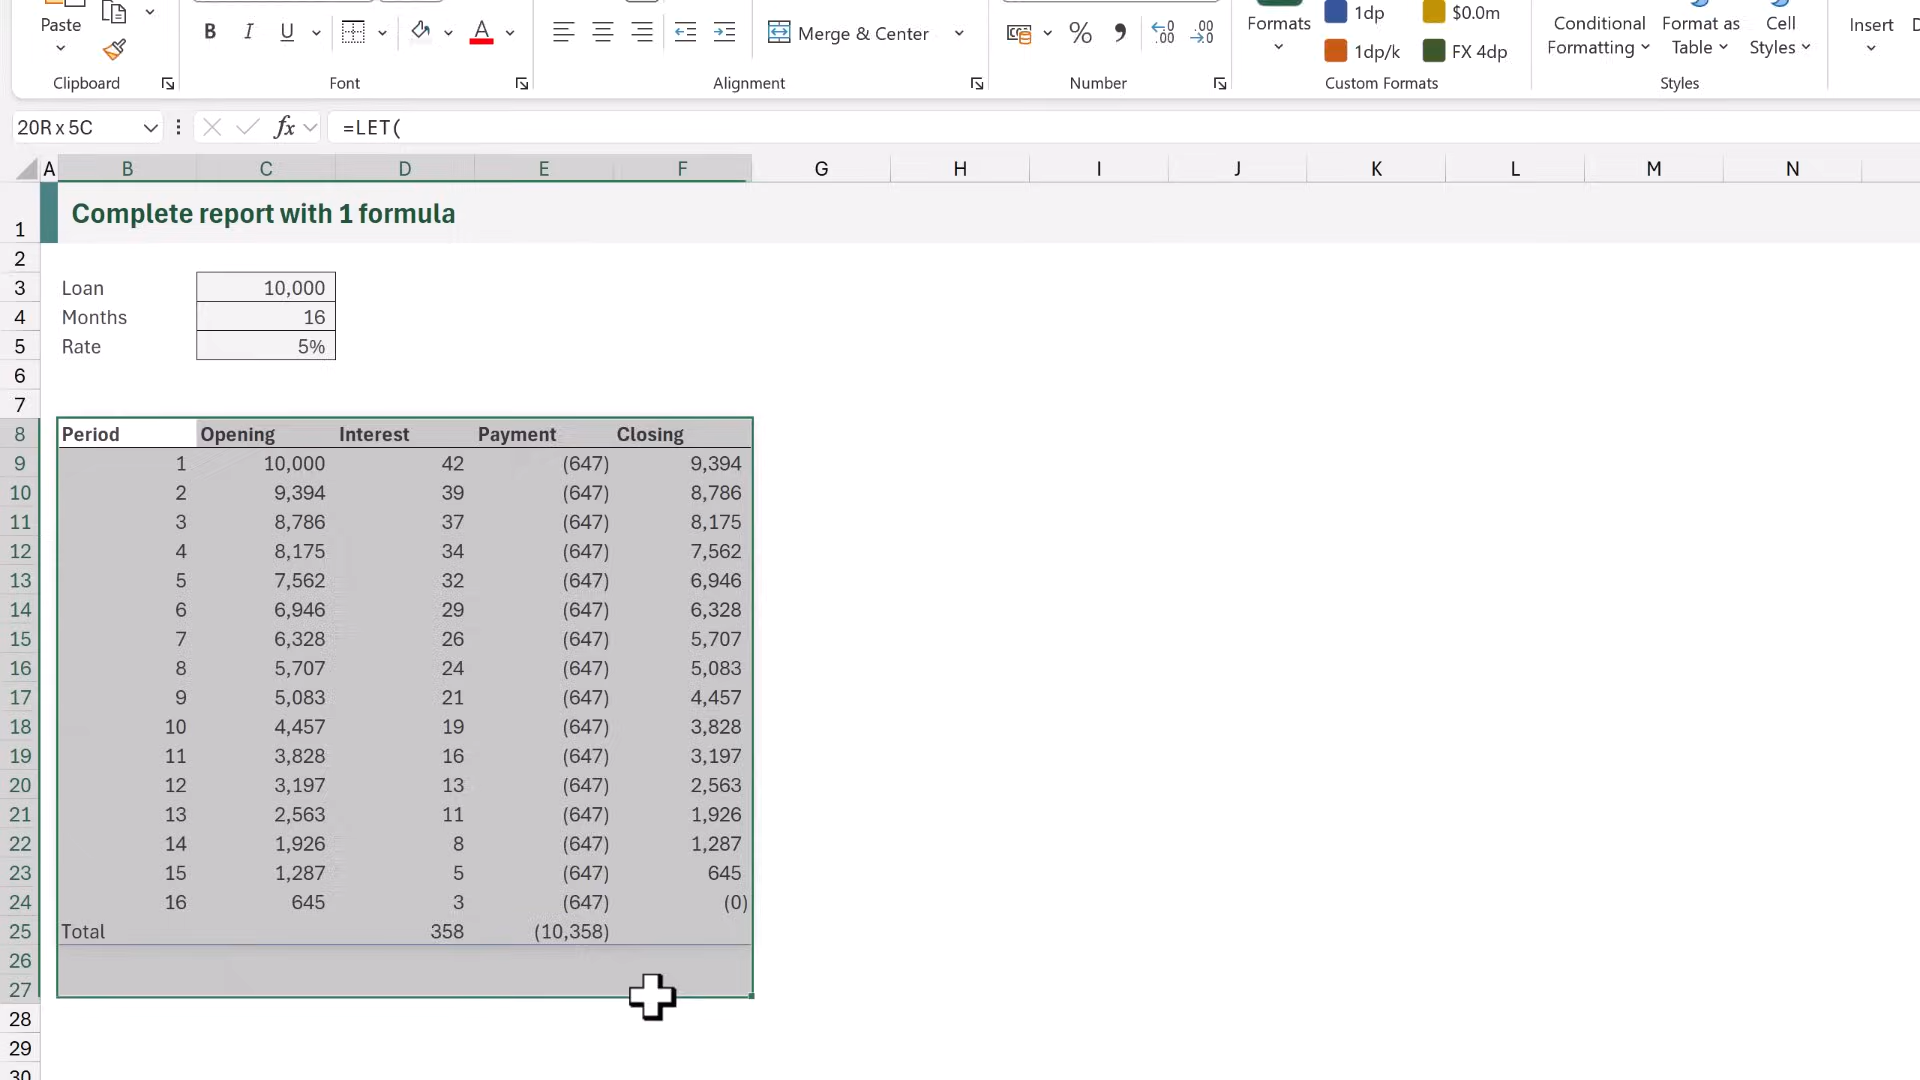 1dp $0.0m
Paste Formats Conditional Format as Cell Insert
B I U A Merge & Center % 9 .00 .00 1dp/k FX 4dp Formatting Table Styles
Clipboard Font Alignment Number Custom Formats Styles
20R x 5C fx =LET(
A B C D E F G H I J K L M N
1 Complete report with 1 formula
2
3 Loan 10,000
4 Months 16
5 Rate 5%
6
7
8 Period Opening Interest Payment Closing
9 1 10,000 42 (647) 9,394
10 2 9,394 39 (647) 8,786
11 3 8,786 37 (647) 8,175
12 4 8,175 34 (647) 7,562
13 5 7,562 32 (647) 6,946
14 6 6,946 29 (647) 6,328
15 7 6,328 26 (647) 5,707
16 8 5,707 24 (647) 5,083
17 9 5,083 21 (647) 4,457
18 10 4,457 19 (647) 3,828
19 11 3,828 16 (647) 3,197
20 12 3,197 13 (647) 2,563
21 13 2,563 11 (647) 1,926
22 14 1,926 8 (647) 1,287
23 15 1,287 5 (647) 645
24 16 645 3 (647) (0)
25 Total 358 (10,358)
26
27
28
29
30